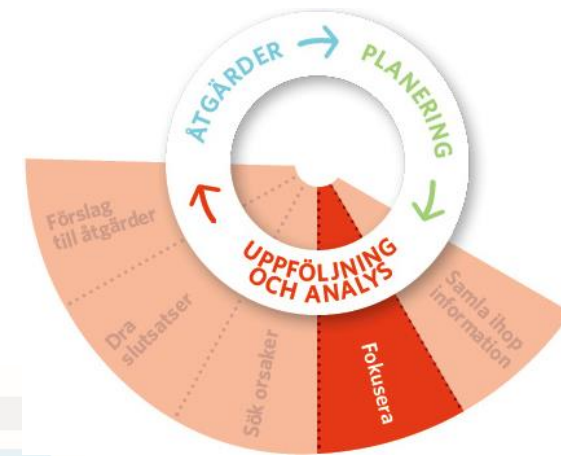 ÅTGÄRDER
PLANERING
UPPFÖLJNING
OCH ANALYS
Samla ihop
information
Fokusera
Sök orsaker
Dra
slutsatser
Förslag
till åtgärder